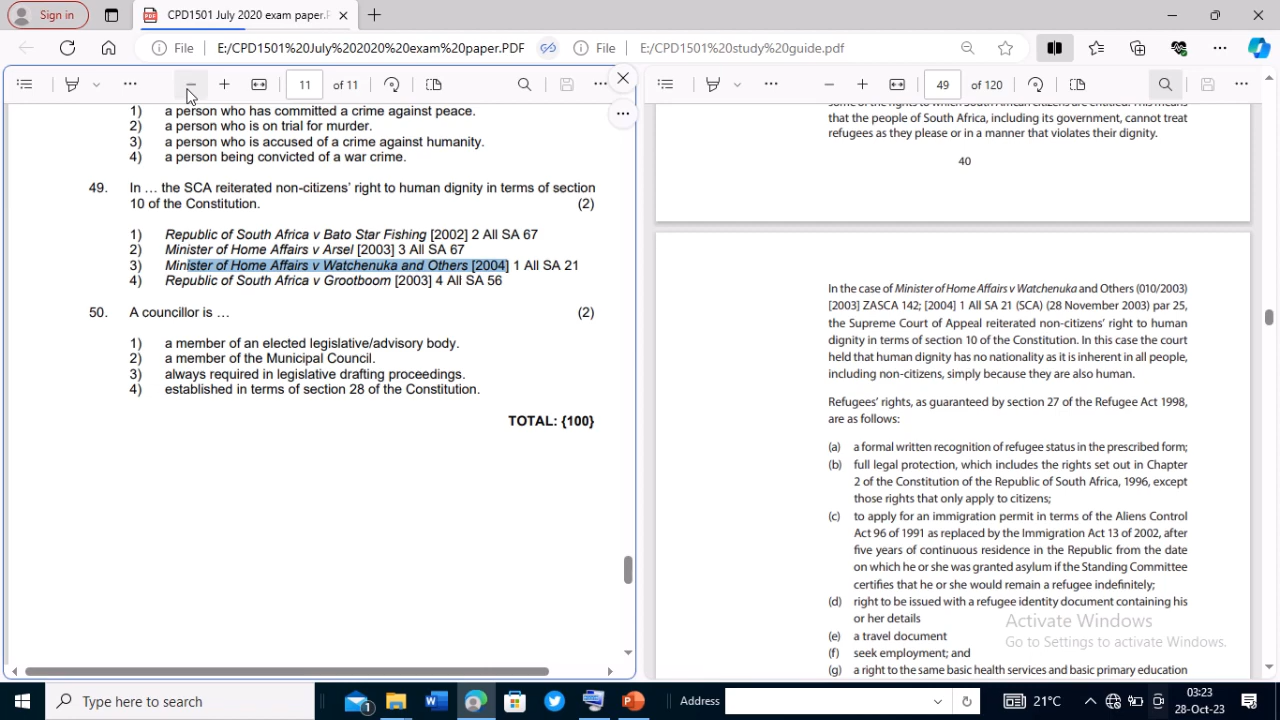 Sign in
CPD1501 July 2020 exam paper.P
File
E:/CPD1501%20July%202020%20exam%20paper.PDF
File
E:/CPD1501%20study%20guide.pdf
11 of 11
49 of 120
1) a person who has committed a crime against peace.
2) a person who is on trial for murder.
3) a person who is accused of a crime against humanity.
4) a person being convicted of a war crime.
49. In … the SCA reiterated non-citizens' right to human dignity in terms of section
10 of the Constitution. (2)
1) Republic of South Africa v Bato Star Fishing [2002] 2 All SA 67
2) Minister of Home Affairs v Arsel [2003] 3 All SA 67
3) Minister of Home Affairs v Watchenuka and Others [2004] 1 All SA 21
4) Republic of South Africa v Grootboom [2003] 4 All SA 56
50. A councillor is … (2)
1) a member of an elected legislative/advisory body.
2) a member of the Municipal Council.
3) always required in legislative drafting proceedings.
4) established in terms of section 28 of the Constitution.
TOTAL: {100}
some of the rights to which South African citizens are entitled. This means
that the people of South Africa, including its government, cannot treat
refugees as they please or in a manner that violates their dignity.
40
In the case of Minister of Home Affairs v Watchenuka and Others (010/2003)
[2003] ZASCA 142; [2004] 1 All SA 21 (SCA) (28 November 2003) par 25,
the Supreme Court of Appeal reiterated non-citizens' right to human
dignity in terms of section 10 of the Constitution. In this case the court
held that human dignity has no nationality as it is inherent in all people,
including non-citizens, simply because they are also human.
Refugees' rights, as guaranteed by section 27 of the Refugee Act 1998,
are as follows:
(a) a formal written recognition of refugee status in the prescribed form;
(b) full legal protection, which includes the rights set out in Chapter
2 of the Constitution of the Republic of South Africa, 1996, except
those rights that only apply to citizens;
(c) to apply for an immigration permit in terms of the Aliens Control
Act 96 of 1991 as replaced by the Immigration Act 13 of 2002, after
five years of continuous residence in the Republic from the date
on which he or she was granted asylum if the Standing Committee
certifies that he or she would remain a refugee indefinitely;
(d) right to be issued with a refugee identity document containing his
or her details
(e) a travel document
(f) seek employment; and
(g) a right to the same basic health services and basic primary education
Activate Windows
Go to Settings to activate Windows.
Type here to search
1
Address
21°C
03:23
28-Oct-23